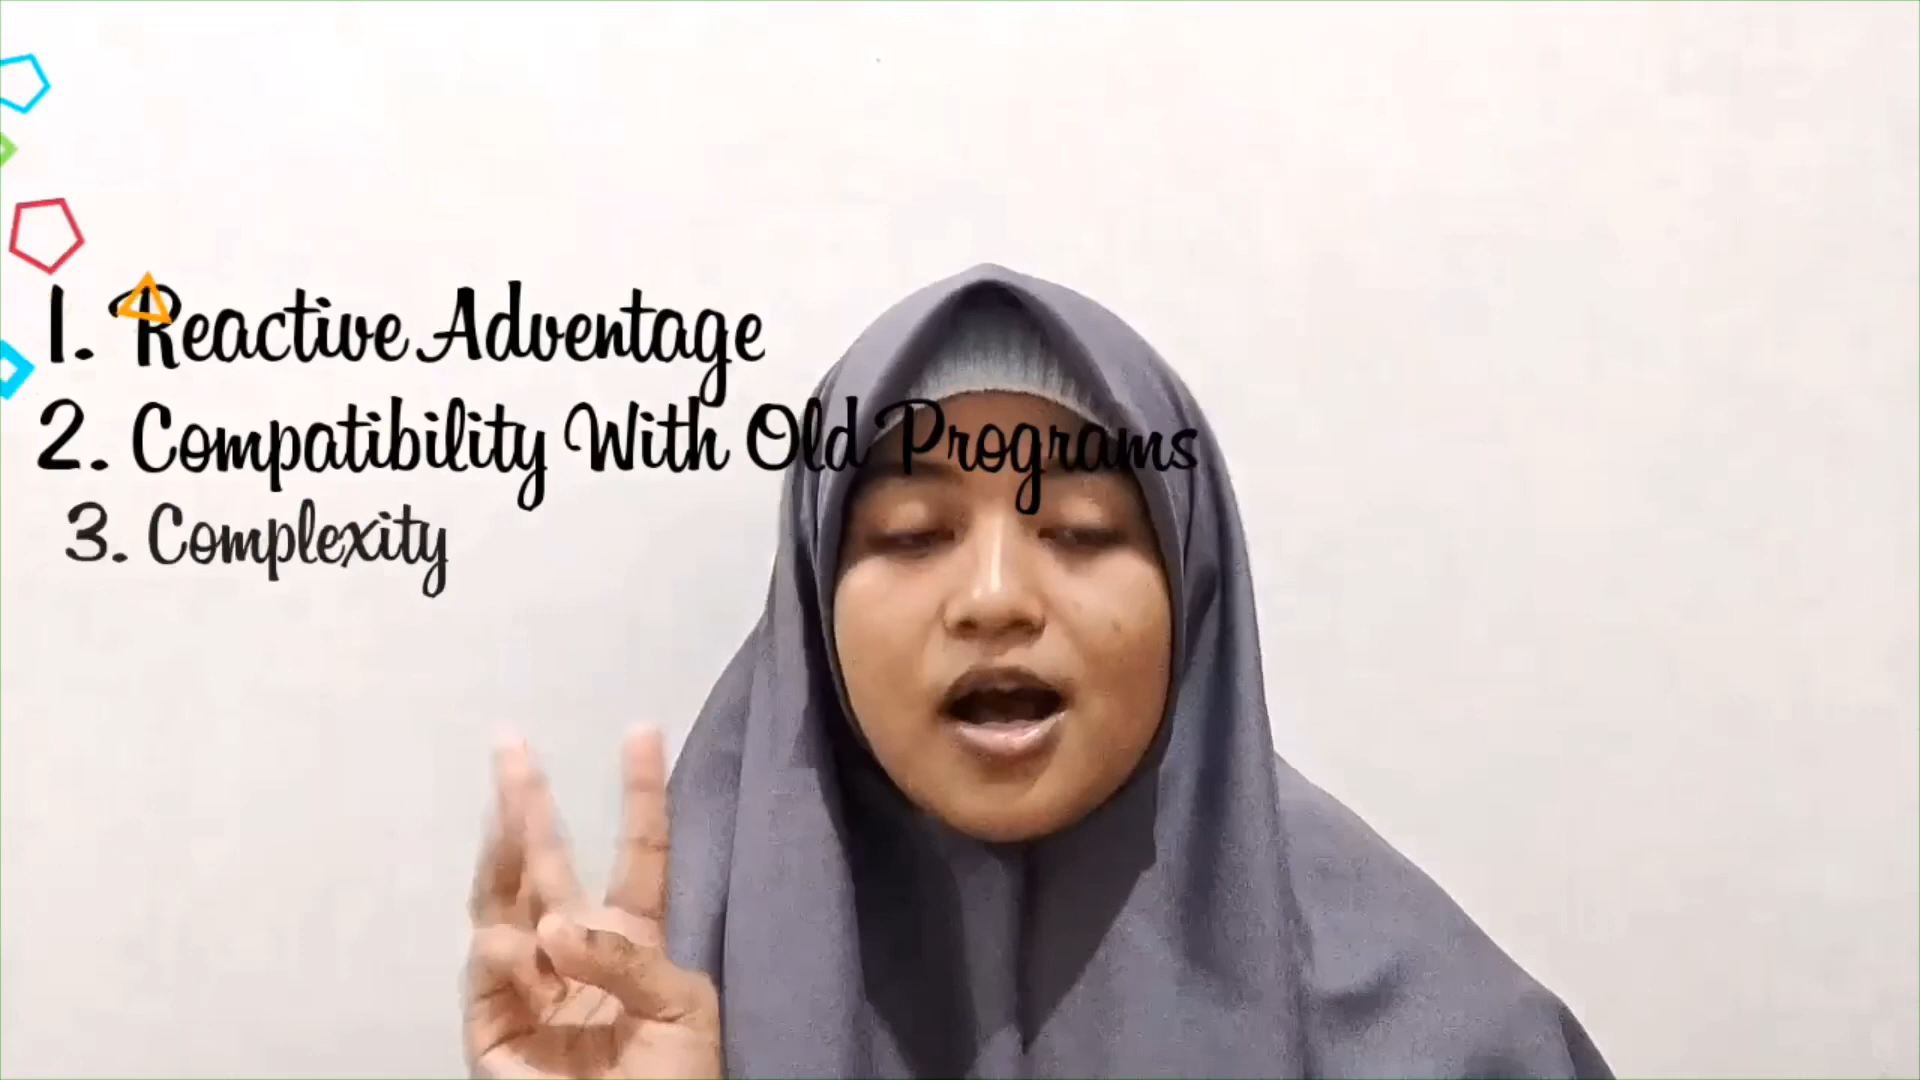 1. Reactive Adventage
2. Compatibility With Old Programs
3. Complexity